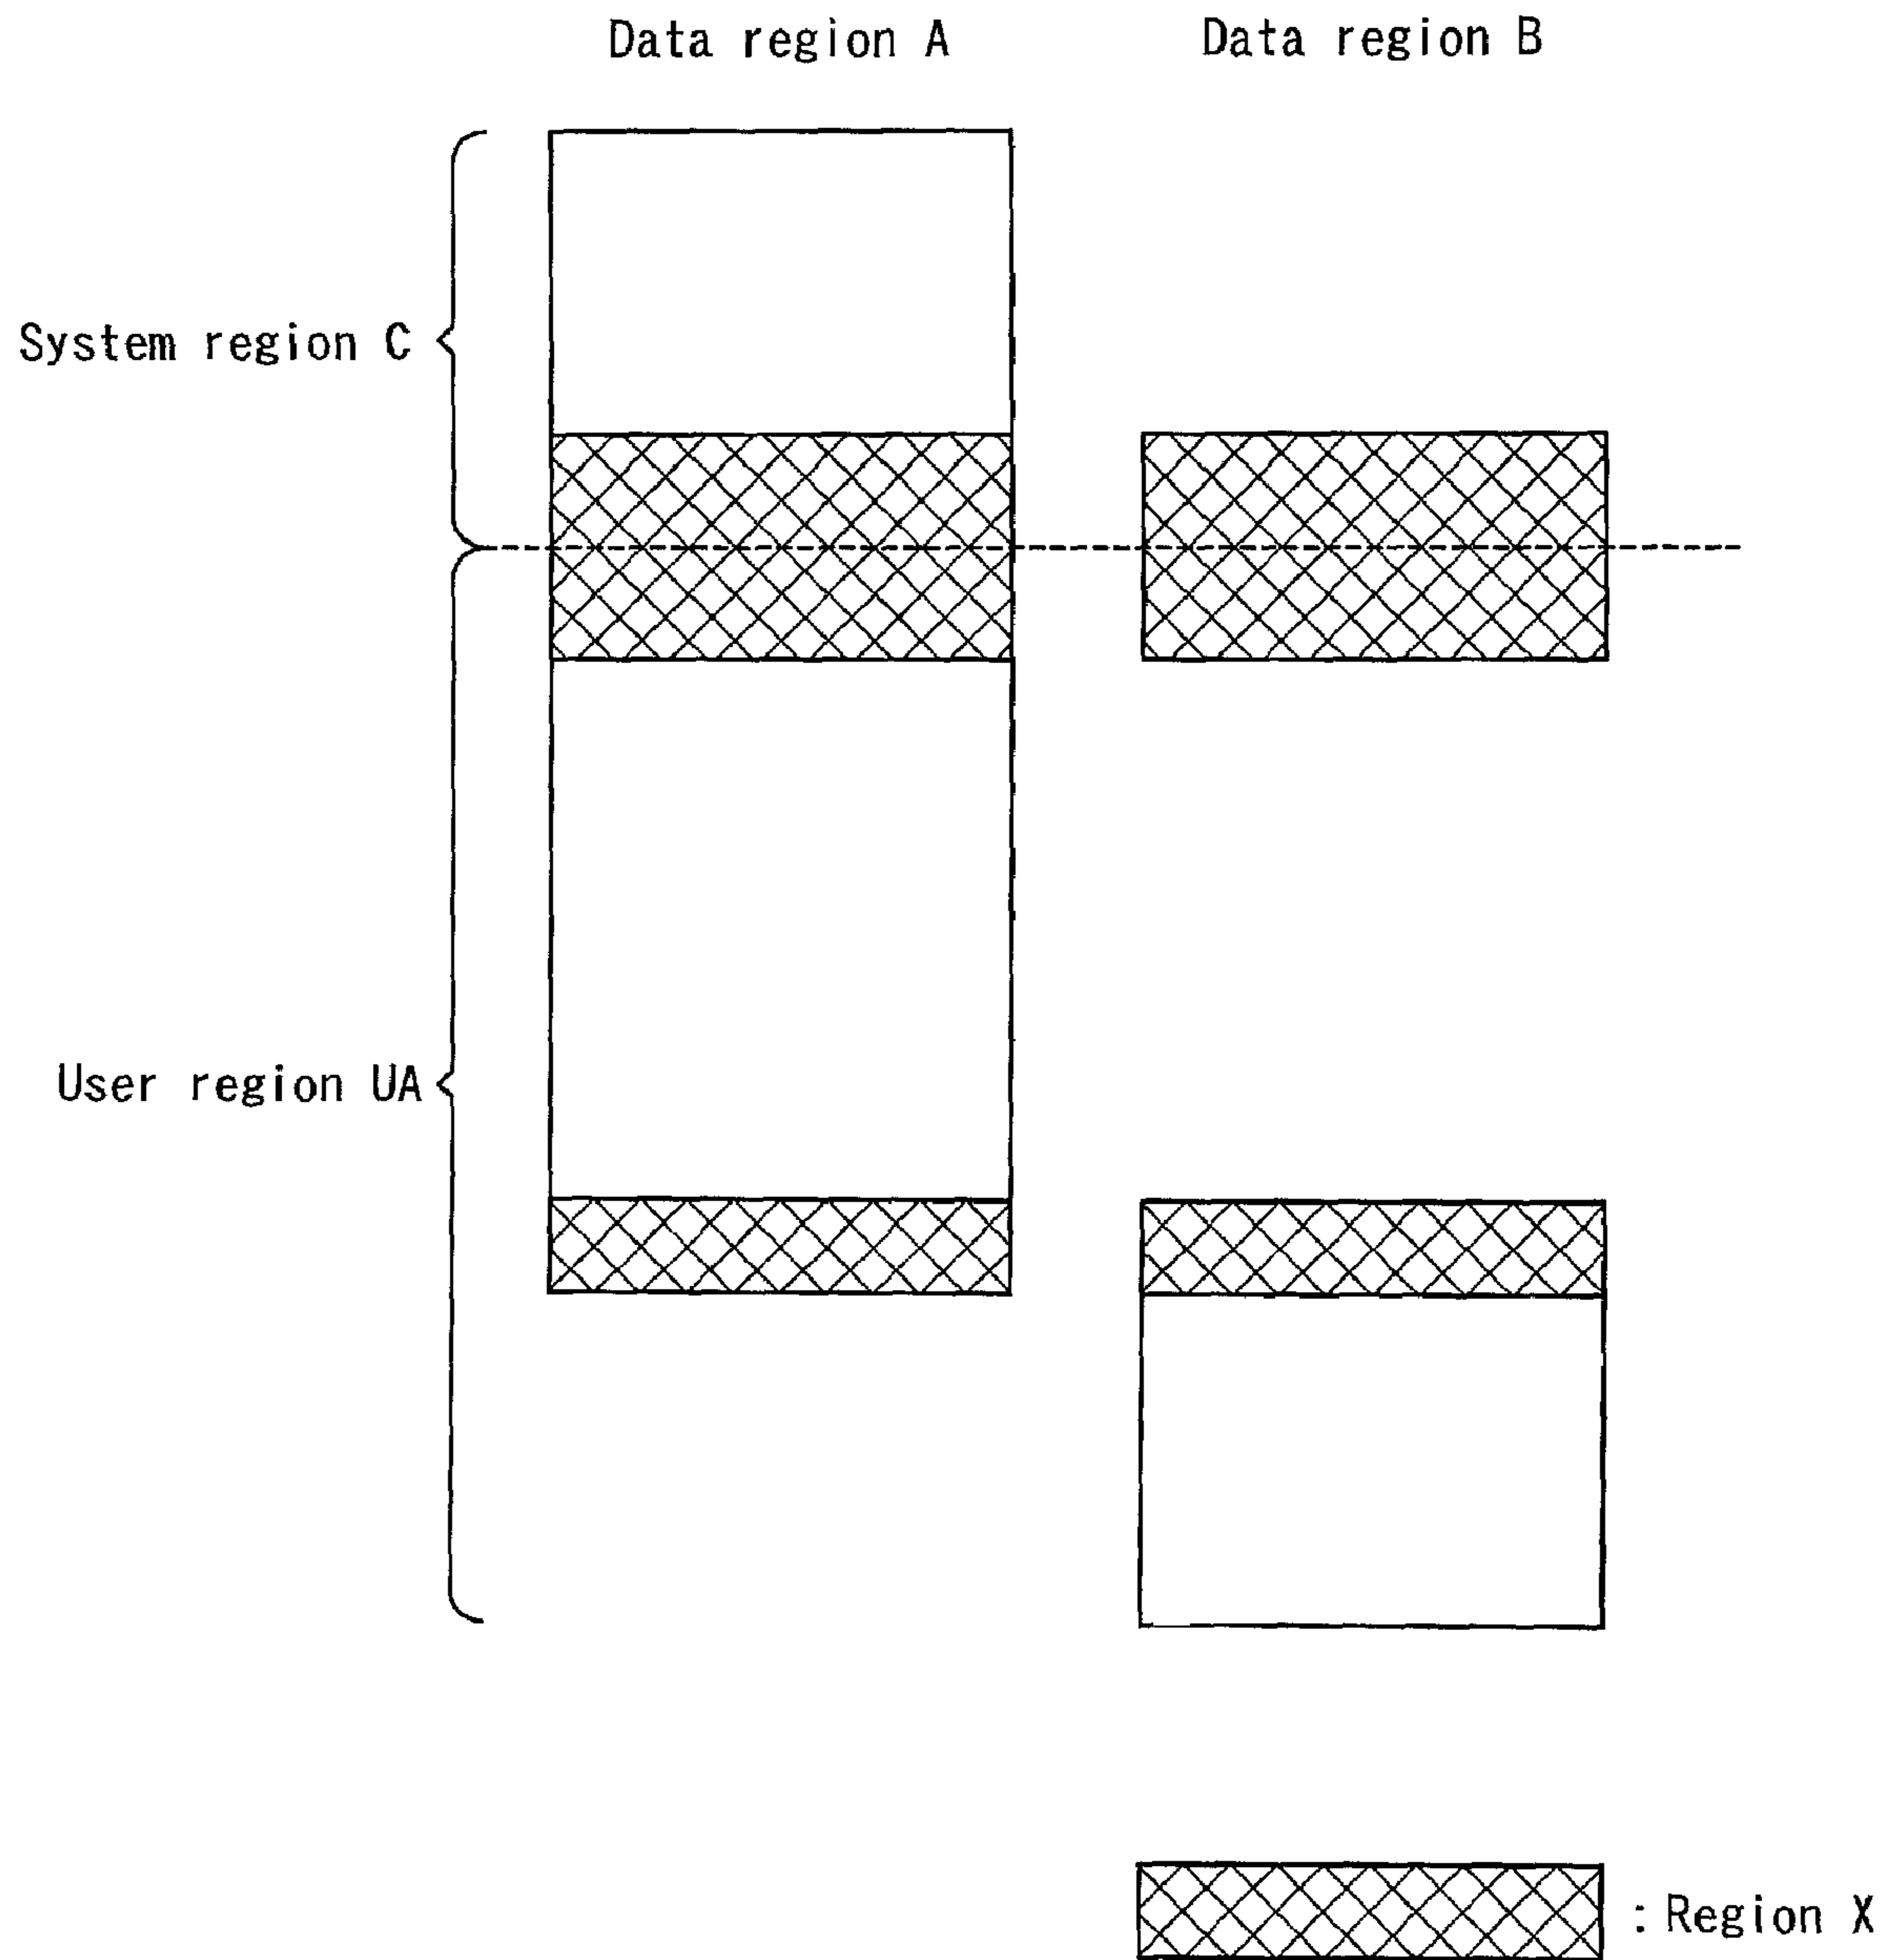 Data region A
Data region B
System region C
User region UA
: Region X